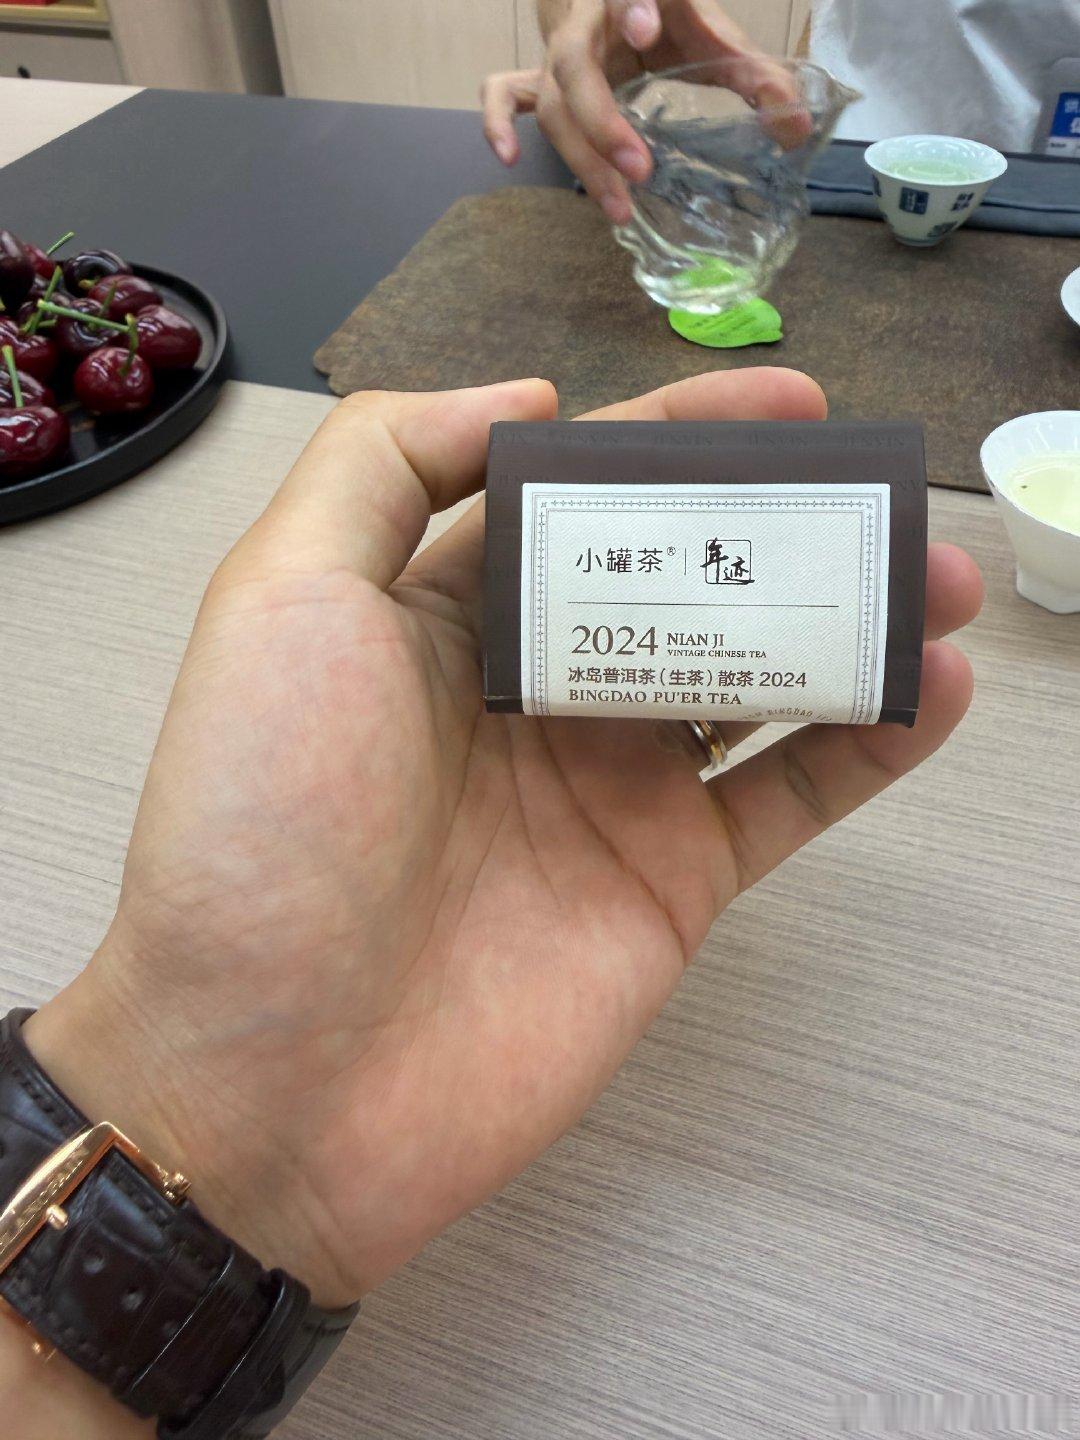 小罐茶® 年迹
2024 NIAN JI
VINTAGE CHINESE TEA
冰岛普洱茶（生茶）散茶 2024
BINGDAO PU'ER TEA
BINGDAO